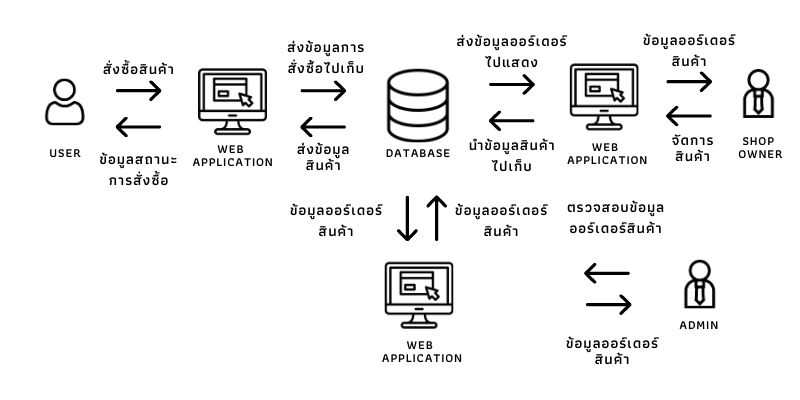 สั่งซื้อสินค้า
ส่งข้อมูลการ
สั่งซื้อไปเก็บ
ส่งข้อมูลออร์เดอร์
ไปแสดง
ข้อมูลออร์เดอร์
สินค้า
USER
ข้อมูลสถานะ
การสั่งซื้อ
WEB
APPLICATION
ส่งข้อมูล
สินค้า
DATABASE
นำข้อมูลสินค้า
ไปเก็บ
WEB
APPLICATION
จัดการ
สินค้า
SHOP
OWNER
ข้อมูลออร์เดอร์
สินค้า
ข้อมูลออร์เดอร์
สินค้า
ตรวจสอบข้อมูล
ออร์เดอร์สินค้า
WEB
APPLICATION
ADMIN
ข้อมูลออร์เดอร์
สินค้า